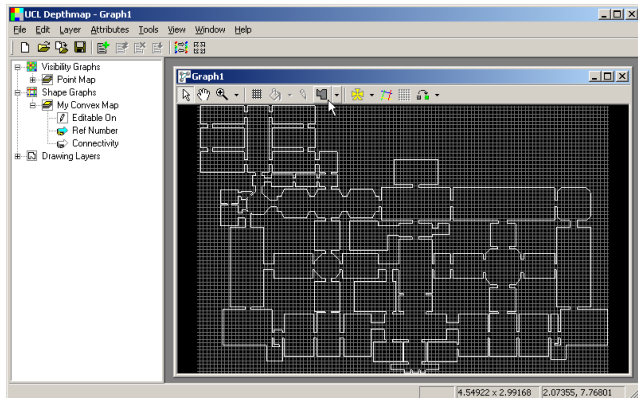 UCL Depthmap - Graph1
File Edit Layer Attributes Tools View Window Help
Visibility Graphs
Point Map
Shape Graphs
My Convex Map
Editable On
Ref Number
Connectivity
Drawing Layers
Graph1
4.54922 x 2.99168 2.07355, 7.76801